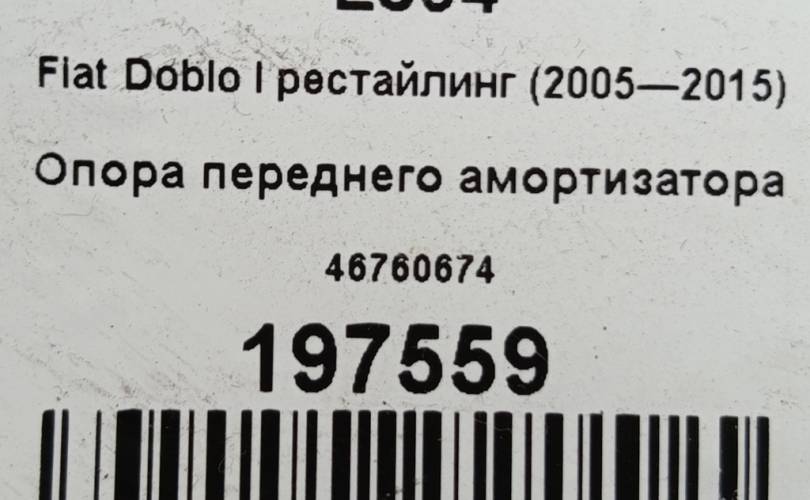 Fiat Doblo I рестайлинг (2005—2015)
Опора переднего амортизатора
46760674
197559